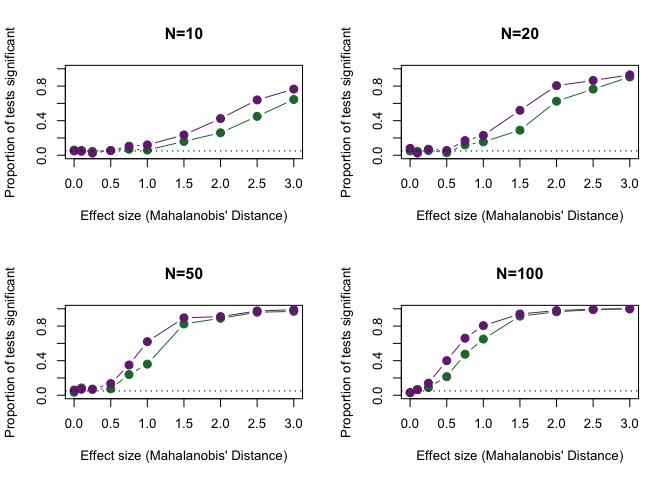 N=10
Proportion of tests significant
0.0 0.4 0.8
0.0 0.5 1.0 1.5 2.0 2.5 3.0
Effect size (Mahalanobis' Distance)
N=20
Proportion of tests significant
0.0 0.4 0.8
0.0 0.5 1.0 1.5 2.0 2.5 3.0
Effect size (Mahalanobis' Distance)
N=50
Proportion of tests significant
0.0 0.4 0.8
0.0 0.5 1.0 1.5 2.0 2.5 3.0
Effect size (Mahalanobis' Distance)
N=100
Proportion of tests significant
0.0 0.4 0.8
0.0 0.5 1.0 1.5 2.0 2.5 3.0
Effect size (Mahalanobis' Distance)